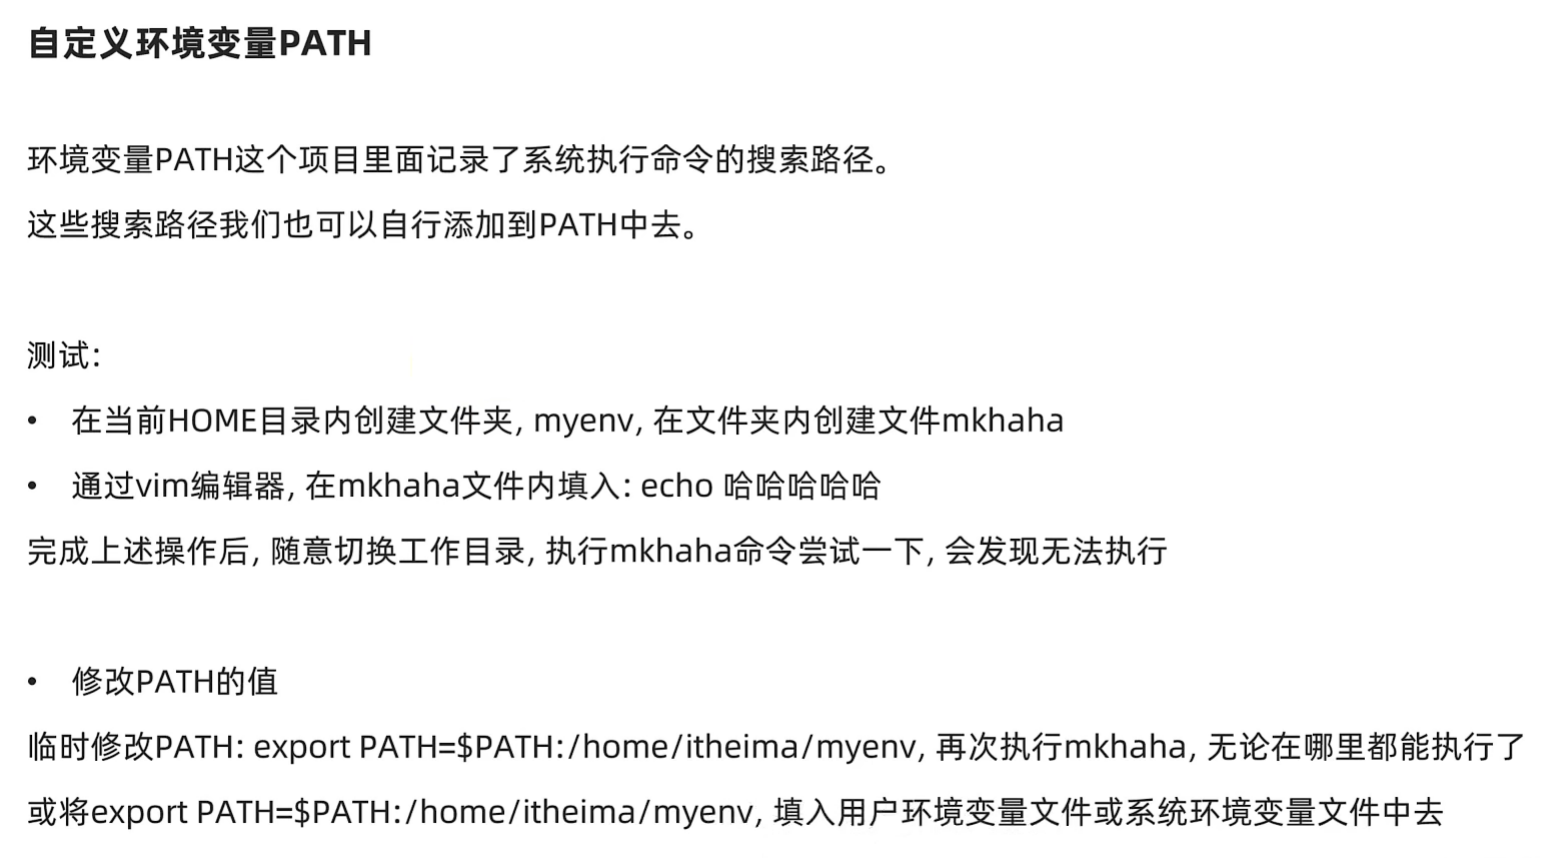 自定义环境变量PATH
环境变量PATH这个项目里面记录了系统执行命令的搜索路径。
这些搜索路径我们也可以自行添加到PATH中去。
测试:
• 在当前HOME目录内创建文件夹, myenv, 在文件夹内创建文件mkhaha
• 通过vim编辑器, 在mkhaha文件内填入: echo 哈哈哈哈哈
完成上述操作后, 随意切换工作目录, 执行mkhaha命令尝试一下, 会发现无法执行
• 修改PATH的值
临时修改PATH: export PATH=$PATH:/home/itheima/myenv, 再次执行mkhaha, 无论在哪里都能执行了
或将export PATH=$PATH:/home/itheima/myenv, 填入用户环境变量文件或系统环境变量文件中去